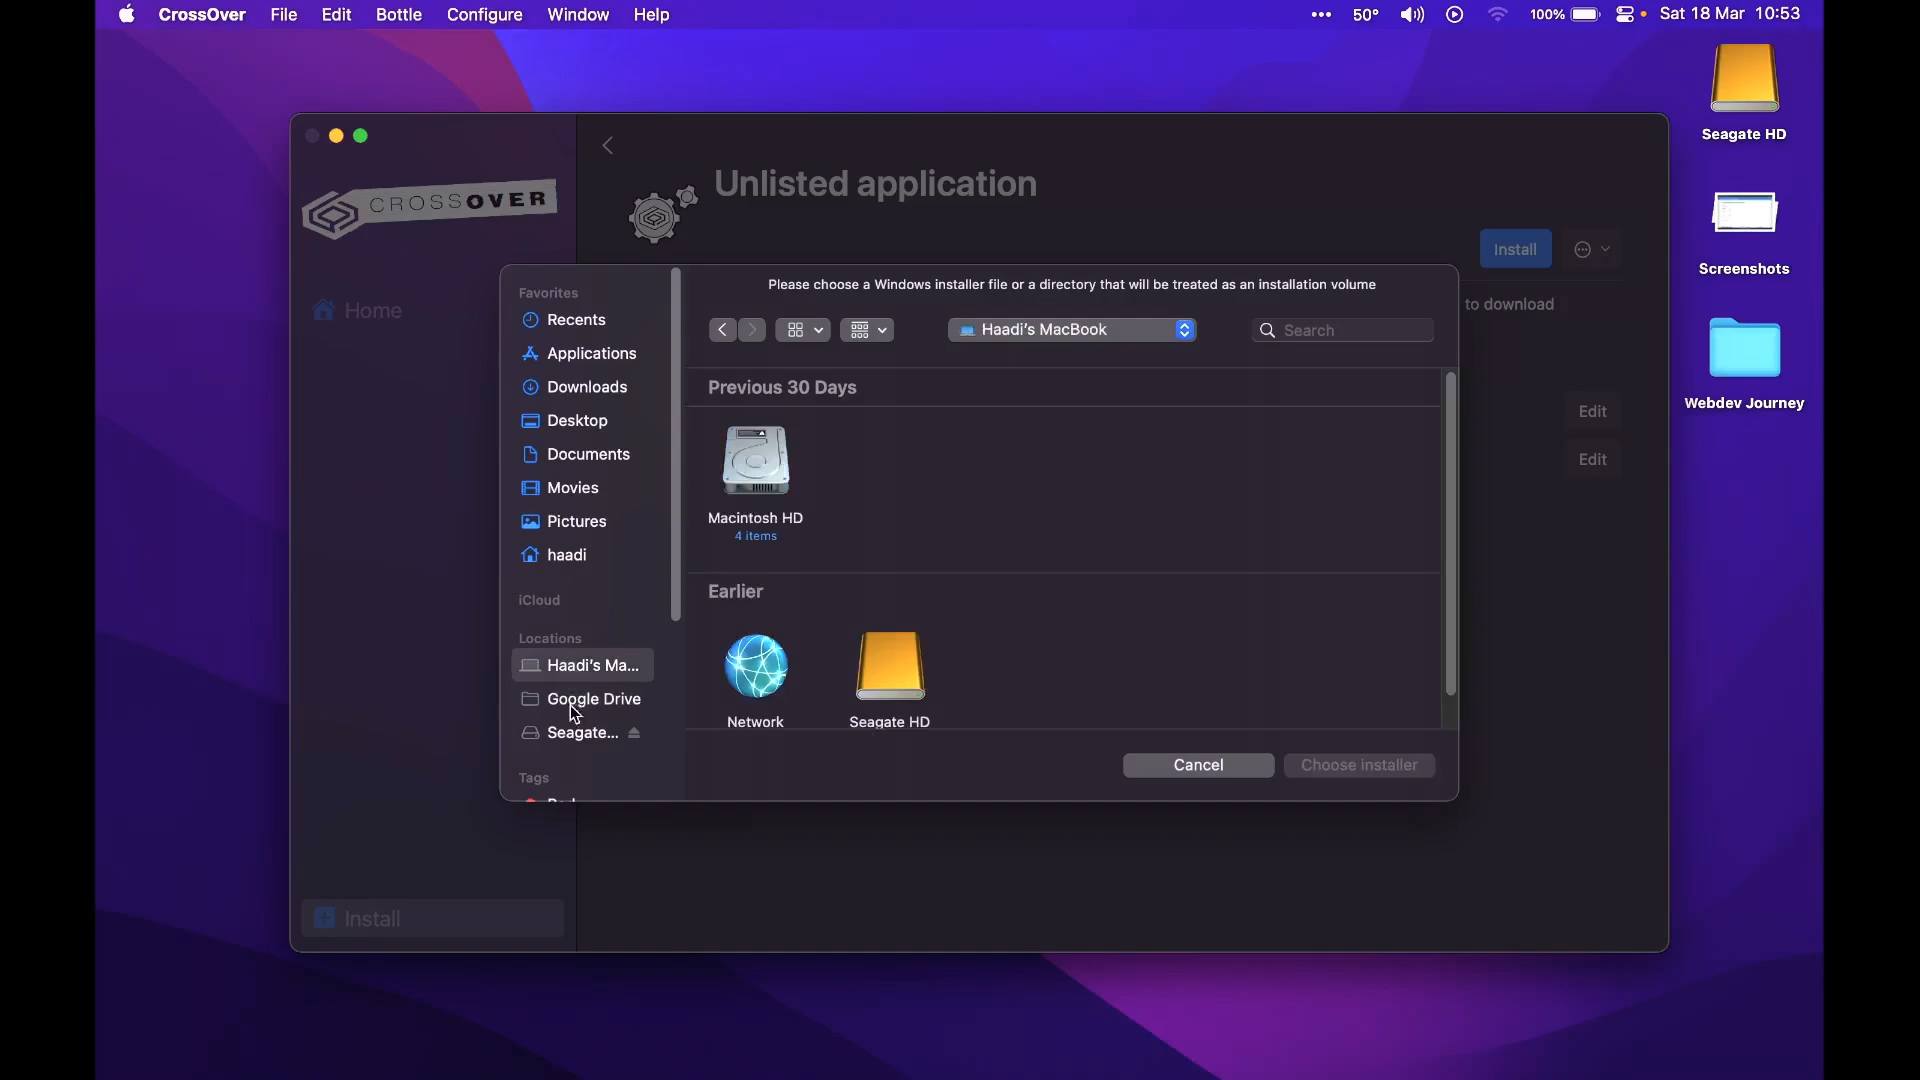 CrossOver File Edit Bottle Configure Window Help
50° 100% Sat 18 Mar 10:53
Seagate HD
Screenshots
Webdev Journey
CROSSOVER
Home
Install
Unlisted application
Install
to download
Edit
Edit
Please choose a Windows installer file or a directory that will be treated as an installation volume
Favorites
Recents
Applications
Downloads
Desktop
Documents
Movies
Pictures
haadi
iCloud
Locations
Haadi's Ma...
Google Drive
Seagate...
Tags
Haadi's MacBook
Search
Previous 30 Days
Macintosh HD
4 items
Earlier
Network
Seagate HD
Cancel
Choose installer